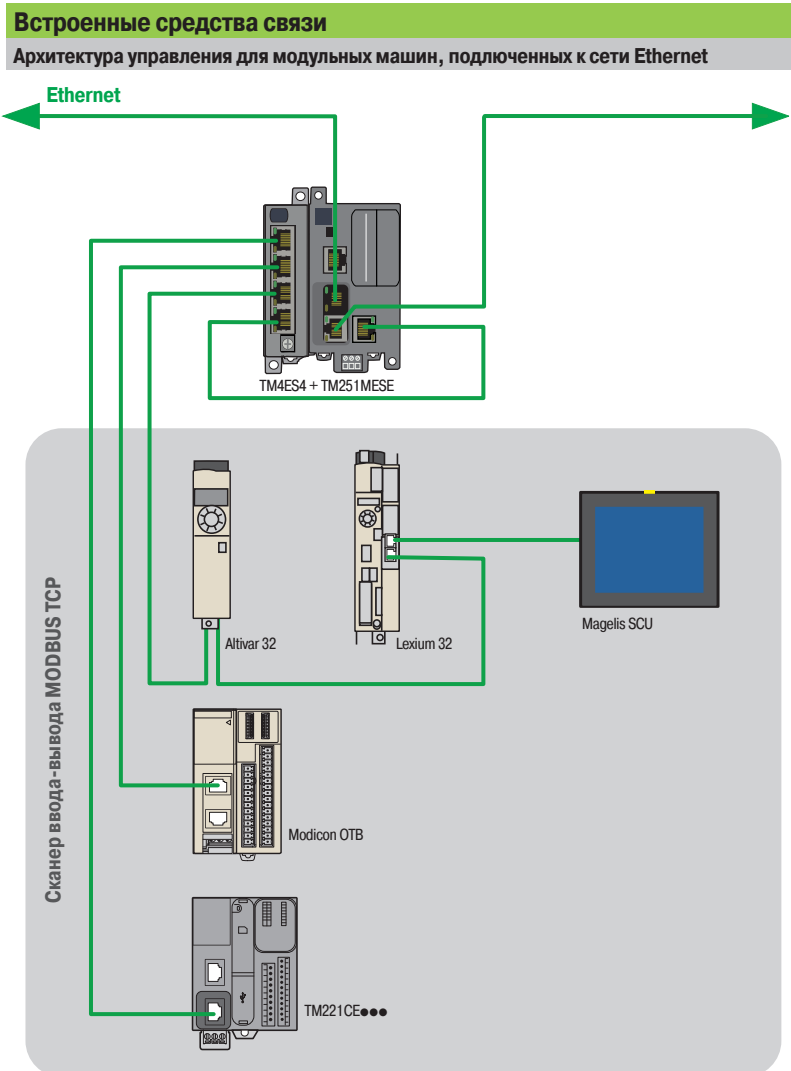 Встроенные средства связи
Архитектура управления для модульных машин, подлюченных к сети Ethernet
Ethernet
TM4ES4 + TM251MESE
Сканер ввода-вывода MODBUS TCP
Altivar 32
Lexium 32
Magelis SCU
Modicon OTB
TM221CE●●●